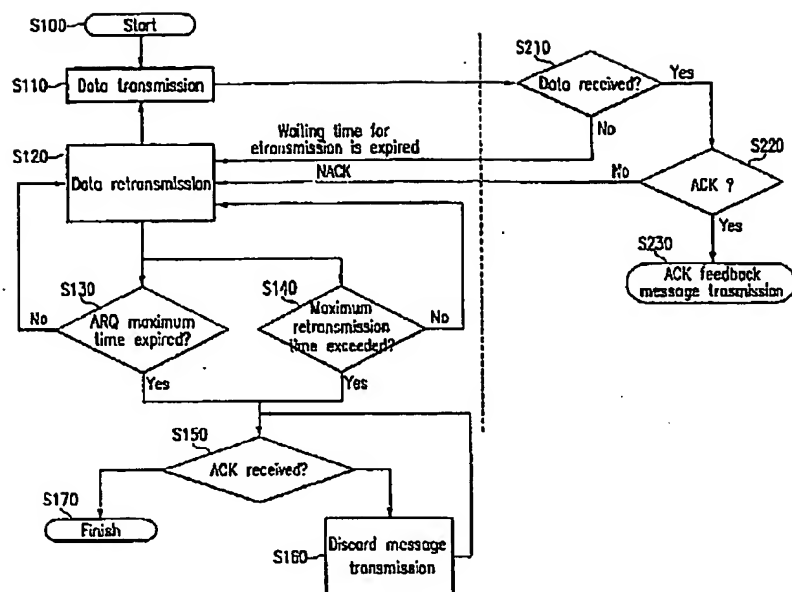 S100
Start
S110
Data transmission
S210
Data received?
Yes
No
Waiting time for
etransmission is expired
S120
Data retransmission
NACK
S220
No
ACK ?
Yes
S230
ACK feedback
message trasmission
S130
No
ARQ maximum
time expired?
Yes
S140
Maximum
retransmission
time exceeded?
No
Yes
S150
ACK received?
S170
Finish
S160
Discard message
transmission